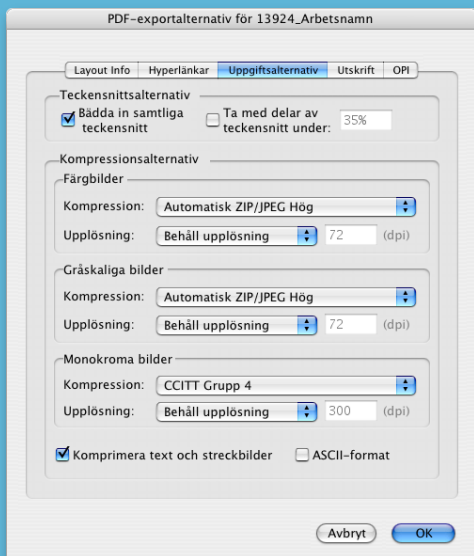 PDF-exportalternativ för 13924_Arbetsnamn
Layout Info Hyperlänkar Uppgiftsalternativ Utskrift OPI
Teckensnittsalternativ
Bädda in samtliga
teckensnitt
Ta med delar av
teckensnitt under: 35%
Kompressionsalternativ
Färgbilder
Kompression: Automatisk ZIP/JPEG Hög
Upplösning: Behåll upplösning 72 (dpi)
Gråskaliga bilder
Kompression: Automatisk ZIP/JPEG Hög
Upplösning: Behåll upplösning 72 (dpi)
Monokroma bilder
Kompression: CCITT Grupp 4
Upplösning: Behåll upplösning 300 (dpi)
Komprimera text och streckbilder ASCII-format
Avbryt OK